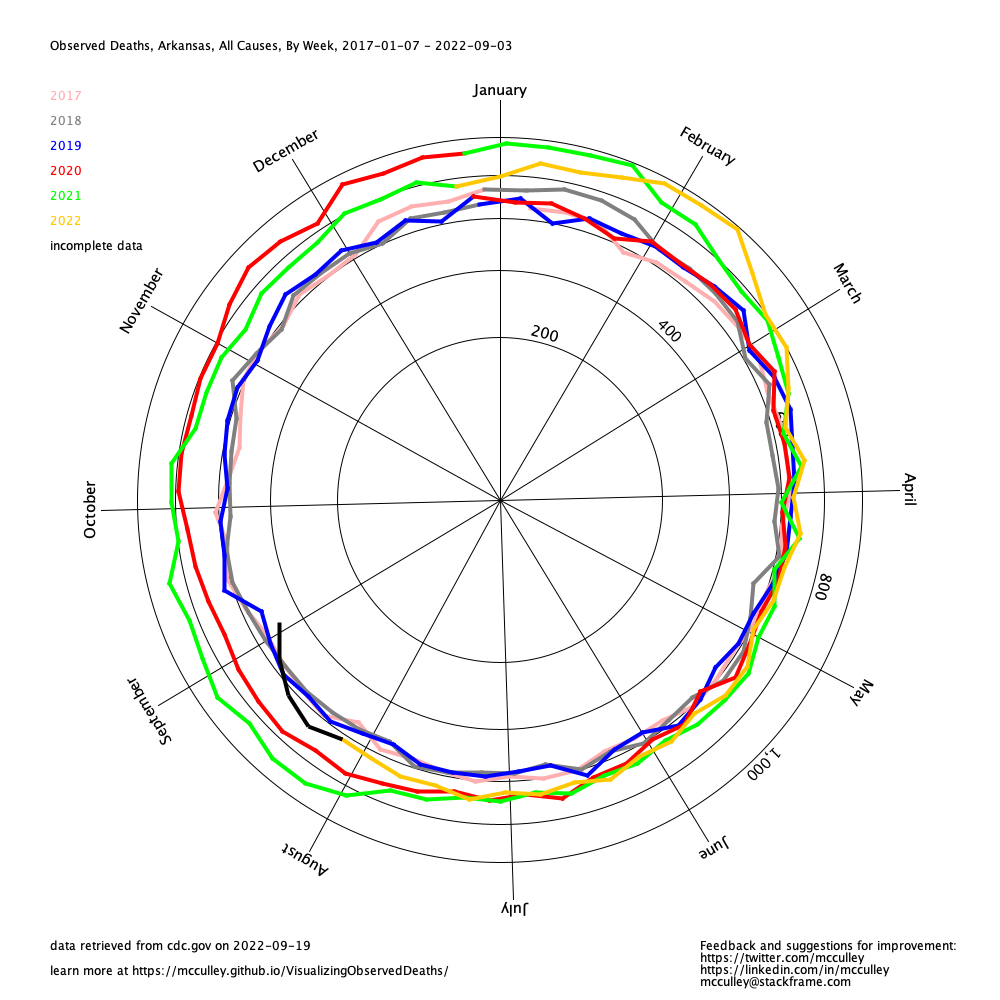 Observed Deaths, Arkansas, All Causes, By Week, 2017-01-07 - 2022-09-03
January
2017
2018
2019
2020
2021
2022
incomplete data
December
February
November
March
200
400
October
April
800
September
May
1,000
August
June
July
data retrieved from cdc.gov on 2022-09-19
learn more at https://mcculley.github.io/VisualizingObservedDeaths/
Feedback and suggestions for improvement:
https://twitter.com/mcculley
https://linkedin.com/in/mcculley
mcculley@stackframe.com